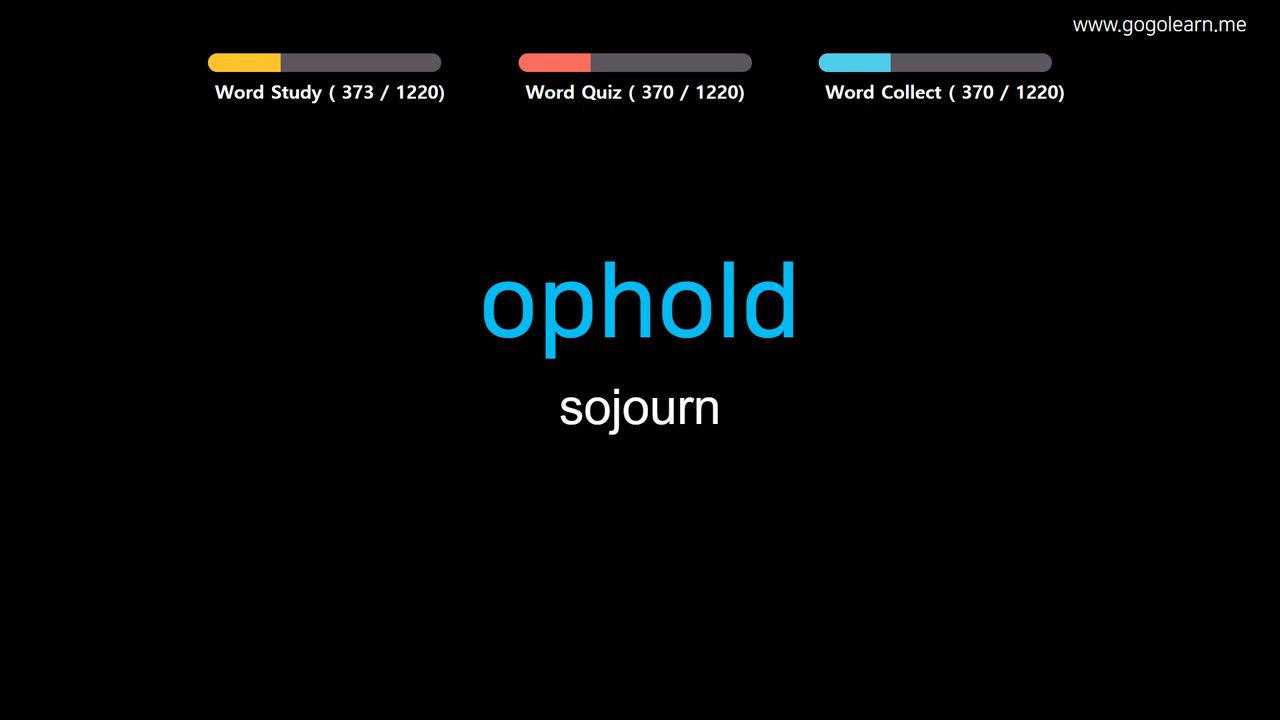 www.gogolearn.me
Word Study ( 373 / 1220)
Word Quiz ( 370 / 1220)
Word Collect ( 370 / 1220)
ophold
sojourn